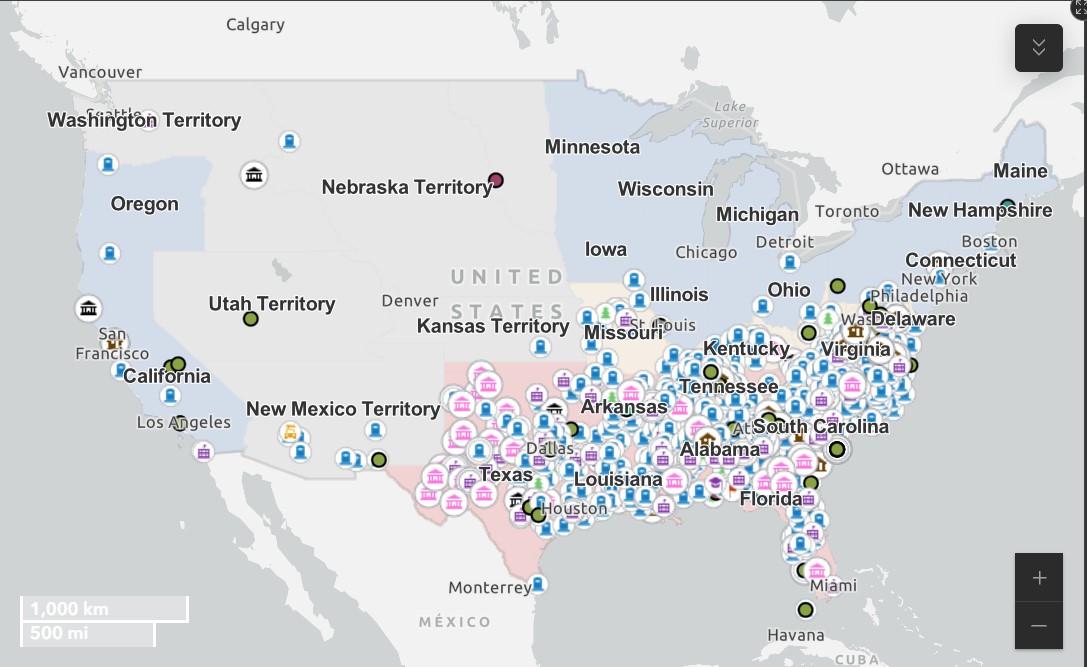 Calgary
Vancouver
Seattle
Washington Territory
Lake
Superior
Minnesota
Ottawa
Maine
Nebraska Territory
Wisconsin
Oregon
Michigan
Toronto
New Hampshire
Detroit
Boston
Iowa
Chicago
Connecticut
UNITED
STATES
New York
Utah Territory
Denver
Illinois
Ohio
Philadelphia
Kansas Territory
Missouri
St Louis
Delaware
San
Francisco
Kentucky
Virginia
California
Tennessee
New Mexico Territory
Arkansas
Los Angeles
South Carolina
Dallas
Alabama
Texas
Louisiana
Florida
Houston
Monterrey
Miami
1,000 km
500 mi
MÉXICO
Havana
CUBA
+
−